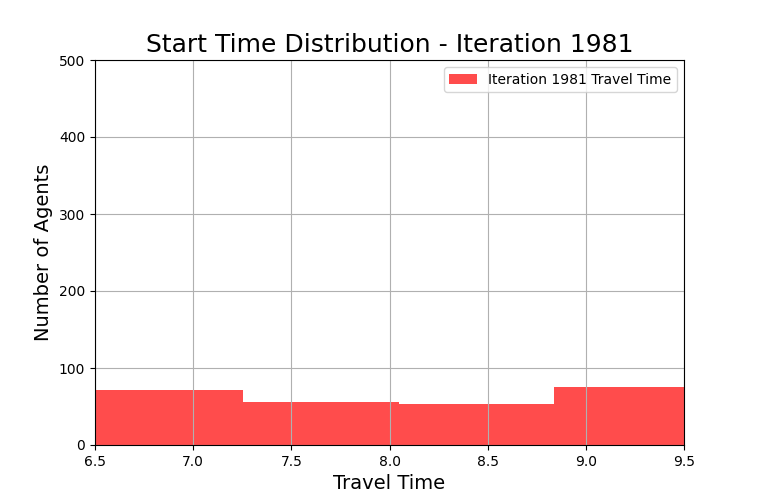 Start Time Distribution - Iteration 1981
Iteration 1981 Travel Time
Number of Agents
500
400
300
200
100
0
6.5 7.0 7.5 8.0 8.5 9.0 9.5
Travel Time